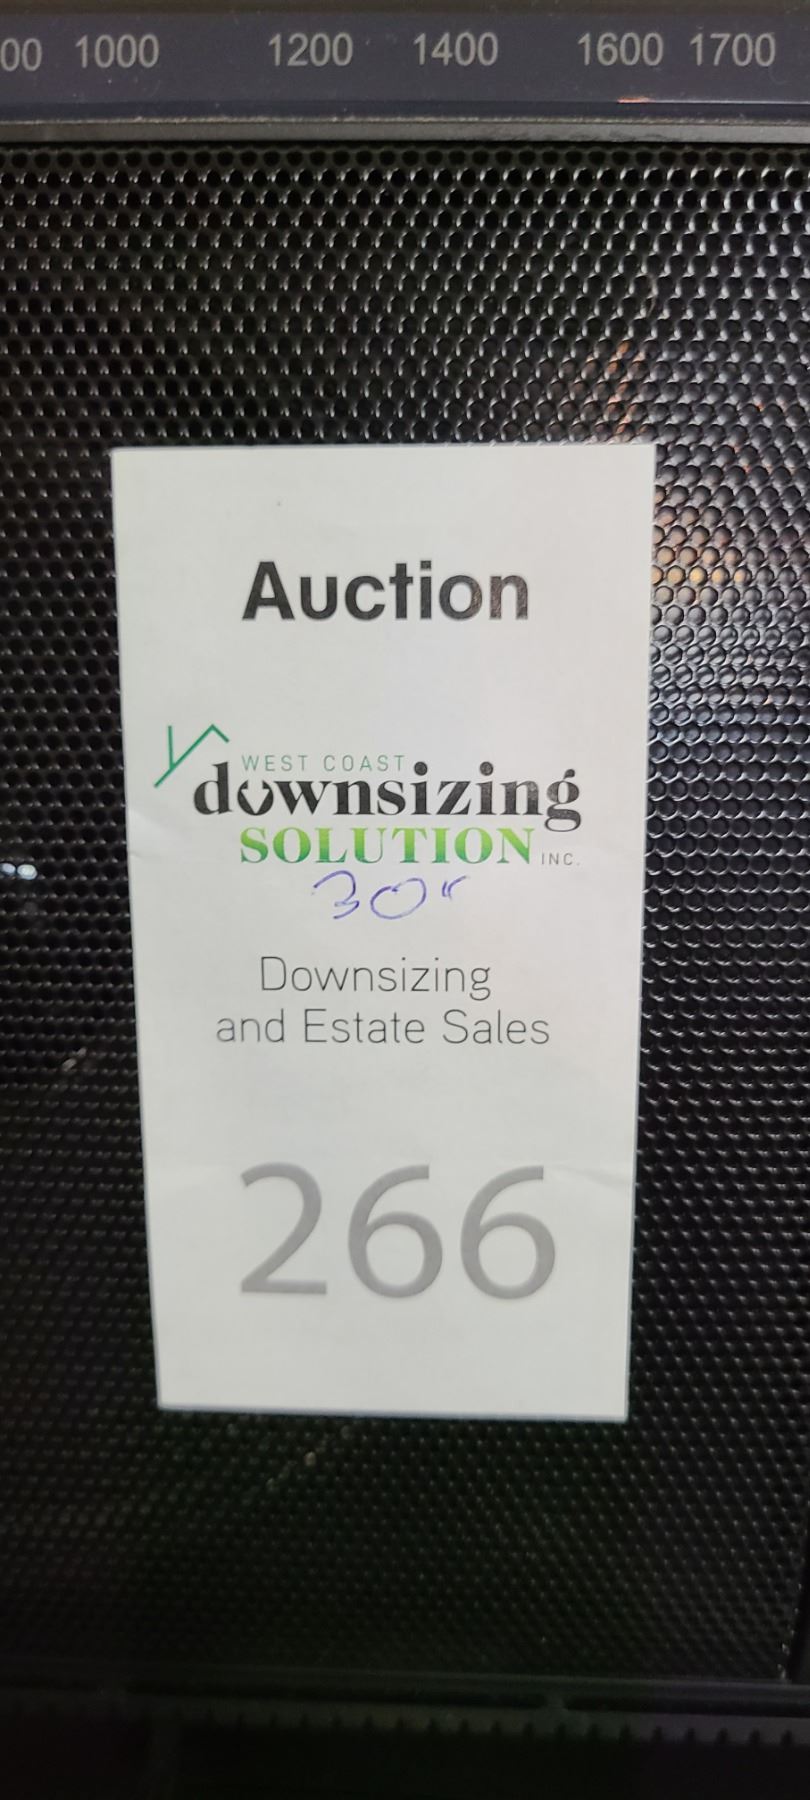 00 1000 1200 1400 1600 1700
Auction
WEST COAST
downsizing
SOLUTION INC.
30"
Downsizing
and Estate Sales
266